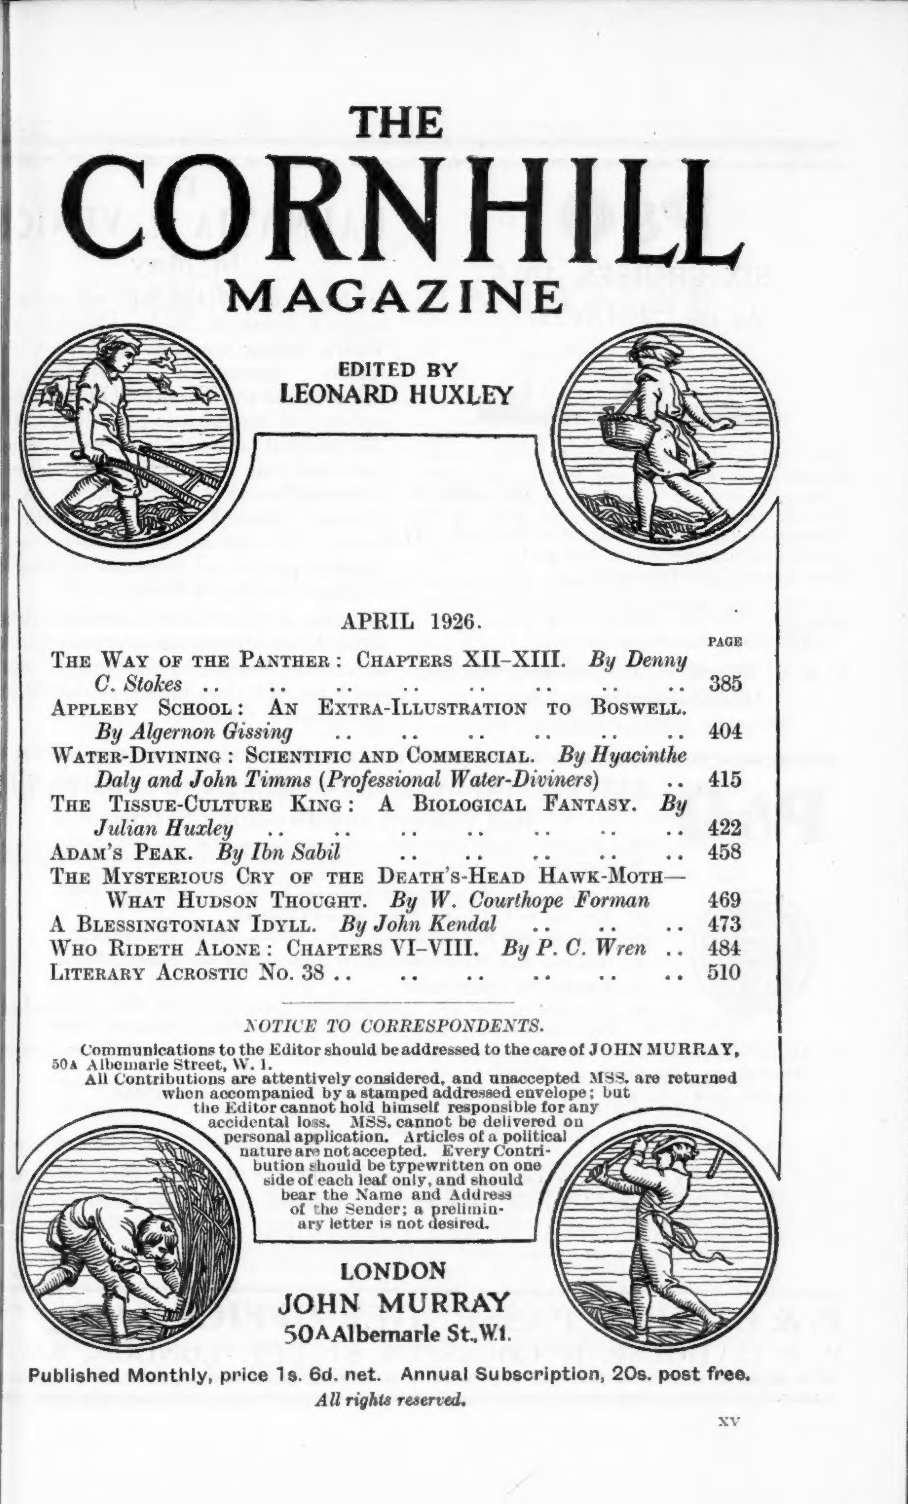 THE
CORNHILL
MAGAZINE
EDITED BY
LEONARD HUXLEY
APRIL 1926.
PAGE
THE WAY OF THE PANTHER : CHAPTERS XII–XIII. By Denny
C. Stokes .. .. .. .. .. .. .. .. 385
APPLEBY SCHOOL : AN EXTRA-ILLUSTRATION TO BOSWELL.
By Algernon Gissing .. .. .. .. .. .. 404
WATER-DIVINING : SCIENTIFIC AND COMMERCIAL. By Hyacinthe
Daly and John Timms (Professional Water-Diviners) .. 415
THE TISSUE-CULTURE KING : A BIOLOGICAL FANTASY. By
Julian Huxley .. .. .. .. .. .. .. 422
ADAM'S PEAK. By Ibn Sabil .. .. .. .. .. 458
THE MYSTERIOUS CRY OF THE DEATH'S-HEAD HAWK-MOTH—
WHAT HUDSON THOUGHT. By W. Courthope Forman 469
A BLESSINGTONIAN IDYLL. By John Kendal .. .. .. 473
WHO RIDETH ALONE : CHAPTERS VI–VIII. By P. C. Wren .. 484
LITERARY ACROSTIC NO. 38 .. .. .. .. .. .. 510
NOTICE TO CORRESPONDENTS.
Communications to the Editor should be addressed to the care of JOHN MURRAY,
50A Albemarle Street, W. 1.
All Contributions are attentively considered, and unaccepted MSS. are returned
when accompanied by a stamped addressed envelope; but
the Editor cannot hold himself responsible for any
accidental loss. MSS. cannot be delivered on
personal application. Articles of a political
nature are not accepted. Every Contri-
bution should be typewritten on one
side of each leaf only, and should
bear the Name and Address
of the Sender; a prelimin-
ary letter is not desired.
LONDON
JOHN MURRAY
50A Albemarle St., W.1.
Published Monthly, price 1s. 6d. net. Annual Subscription, 20s. post free.
All rights reserved.
xv